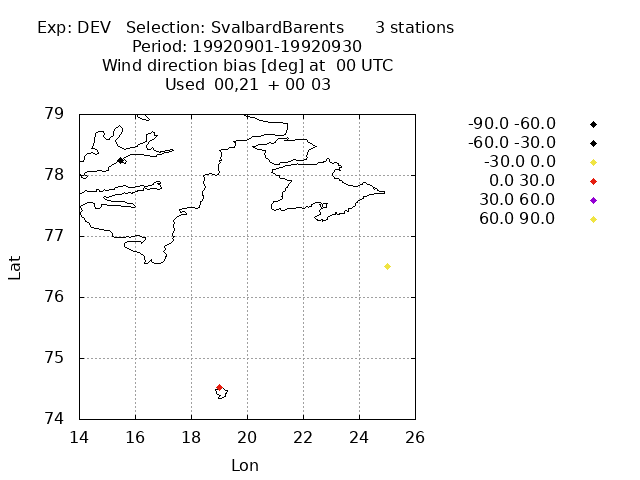 Exp: DEV Selection: SvalbardBarents 3 stations
Period: 19920901-19920930
Wind direction bias [deg] at 00 UTC
Used 00,21 + 00 03
-90.0 -60.0
-60.0 -30.0
-30.0 0.0
0.0 30.0
30.0 60.0
60.0 90.0
79
78
77
76
75
74
Lat
14 16 18 20 22 24 26
Lon